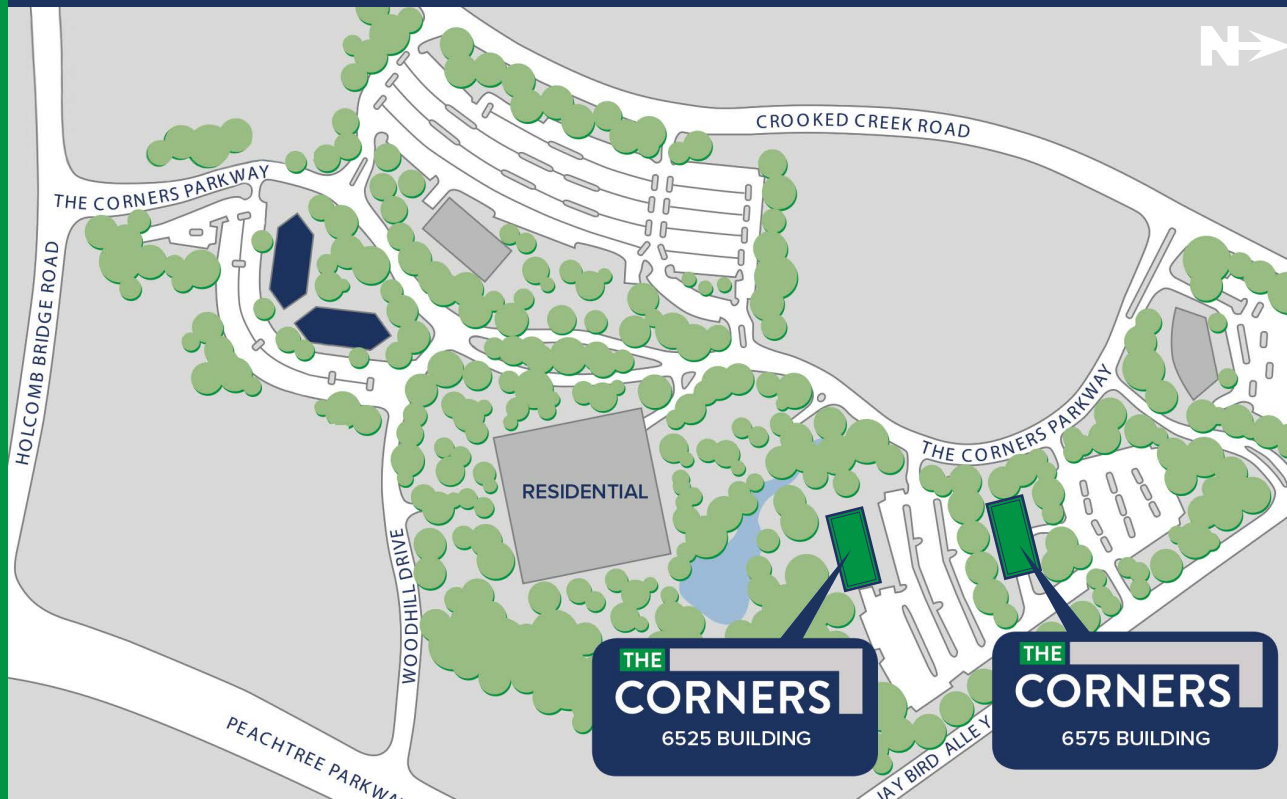 N
CROOKED CREEK ROAD
THE CORNERS PARKWAY
HOLCOMB BRIDGE ROAD
THE CORNERS PARKWAY
RESIDENTIAL
WOODHILL DRIVE
THE
CORNERS
6525 BUILDING
THE
CORNERS
6575 BUILDING
PEACHTREE PARKWAY
JAY BIRD ALLEY